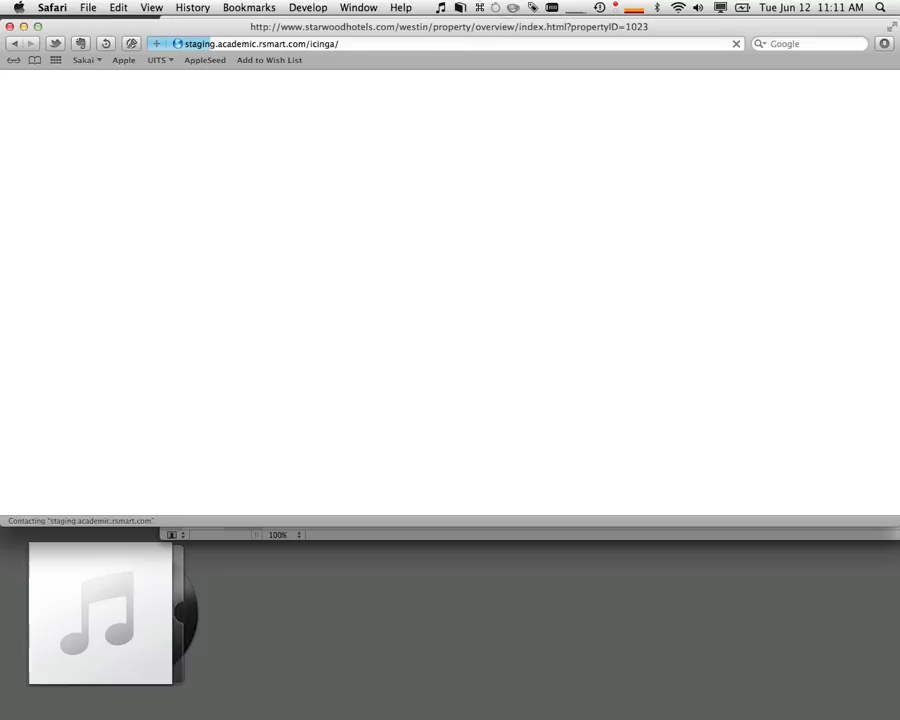 Safari File Edit View History Bookmarks Develop Window Help Tue Jun 12 11:11 AM
http://www.starwoodhotels.com/westin/property/overview/index.html?propertyID=1023
staging.academic.rsmart.com/icinga/ Google
Sakai Apple UITS AppleSeed Add to Wish List
Contacting "staging.academic.rsmart.com"
100%